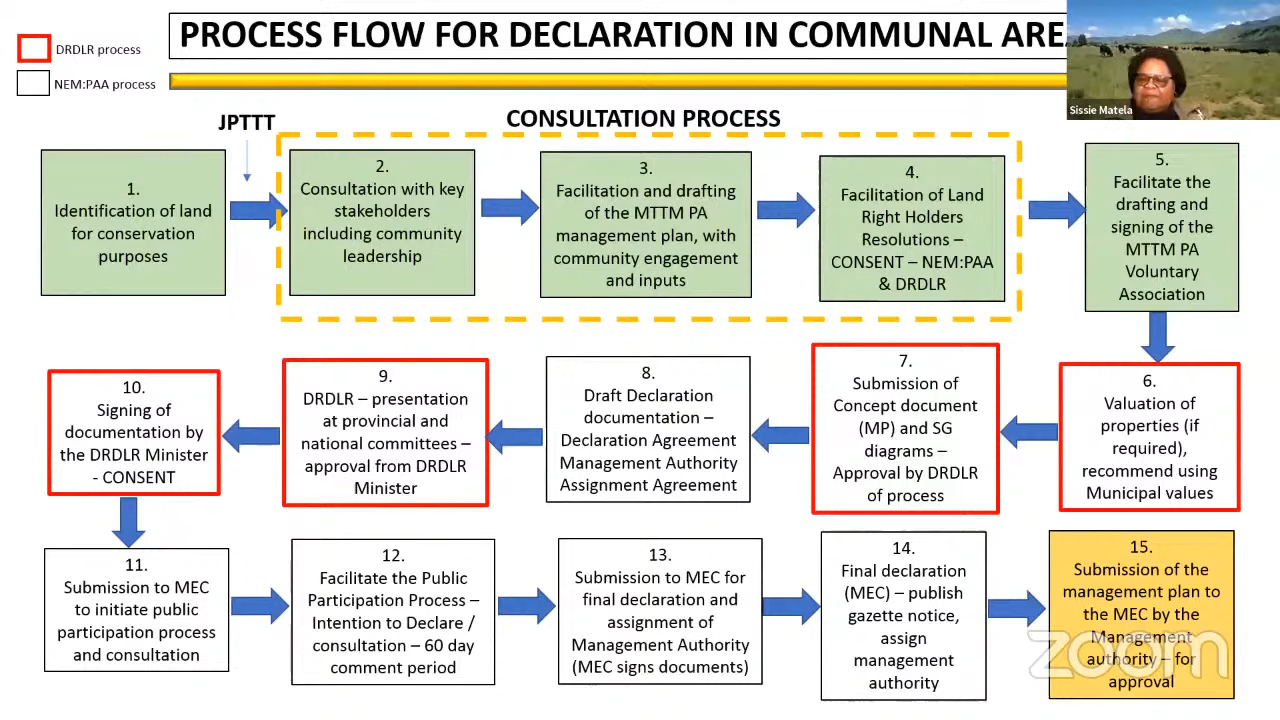 PROCESS FLOW FOR DECLARATION IN COMMUNAL ARE
DRDLR process
NEM:PAA process
Sissie Matela
JPTTT
CONSULTATION PROCESS
1.
Identification of land
for conservation
purposes
2.
Consultation with key
stakeholders
including community
leadership
3.
Facilitation and drafting
of the MTTM PA
management plan, with
community engagement
and inputs
4.
Facilitation of Land
Right Holders
Resolutions –
CONSENT – NEM:PAA
& DRDLR
5.
Facilitate the
drafting and
signing of the
MTTM PA
Voluntary
Association
6.
Valuation of
properties (if
required),
recommend using
Municipal values
7.
Submission of
Concept document
(MP) and SG
diagrams –
Approval by DRDLR
of process
8.
Draft Declaration
documentation –
Declaration Agreement
Management Authority
Assignment Agreement
9.
DRDLR – presentation
at provincial and
national committees –
approval from DRDLR
Minister
10.
Signing of
documentation by
the DRDLR Minister
- CONSENT
11.
Submission to MEC
to initiate public
participation process
and consultation
12.
Facilitate the Public
Participation Process –
Intention to Declare /
consultation – 60 day
comment period
13.
Submission to MEC for
final declaration and
assignment of
Management Authority
(MEC signs documents)
14.
Final declaration
(MEC) – publish
gazette notice,
assign
management
authority
15.
Submission of the
management plan to
the MEC by the
Management
authority – for
approval
zoom